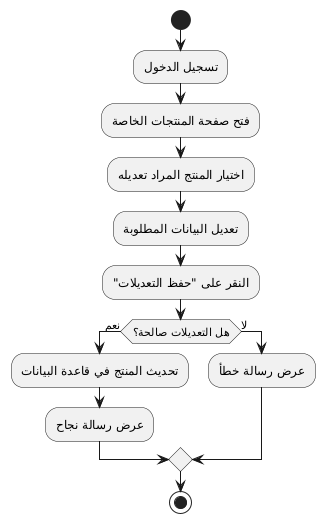 تسجيل الدخول
فتح صفحة المنتجات الخاصة
اختيار المنتج المراد تعديله
تعديل البيانات المطلوبة
النقر على "حفظ التعديلات"
هل التعديلات صالحة؟
نعم
لا
تحديث المنتج في قاعدة البيانات
عرض رسالة خطأ
عرض رسالة نجاح